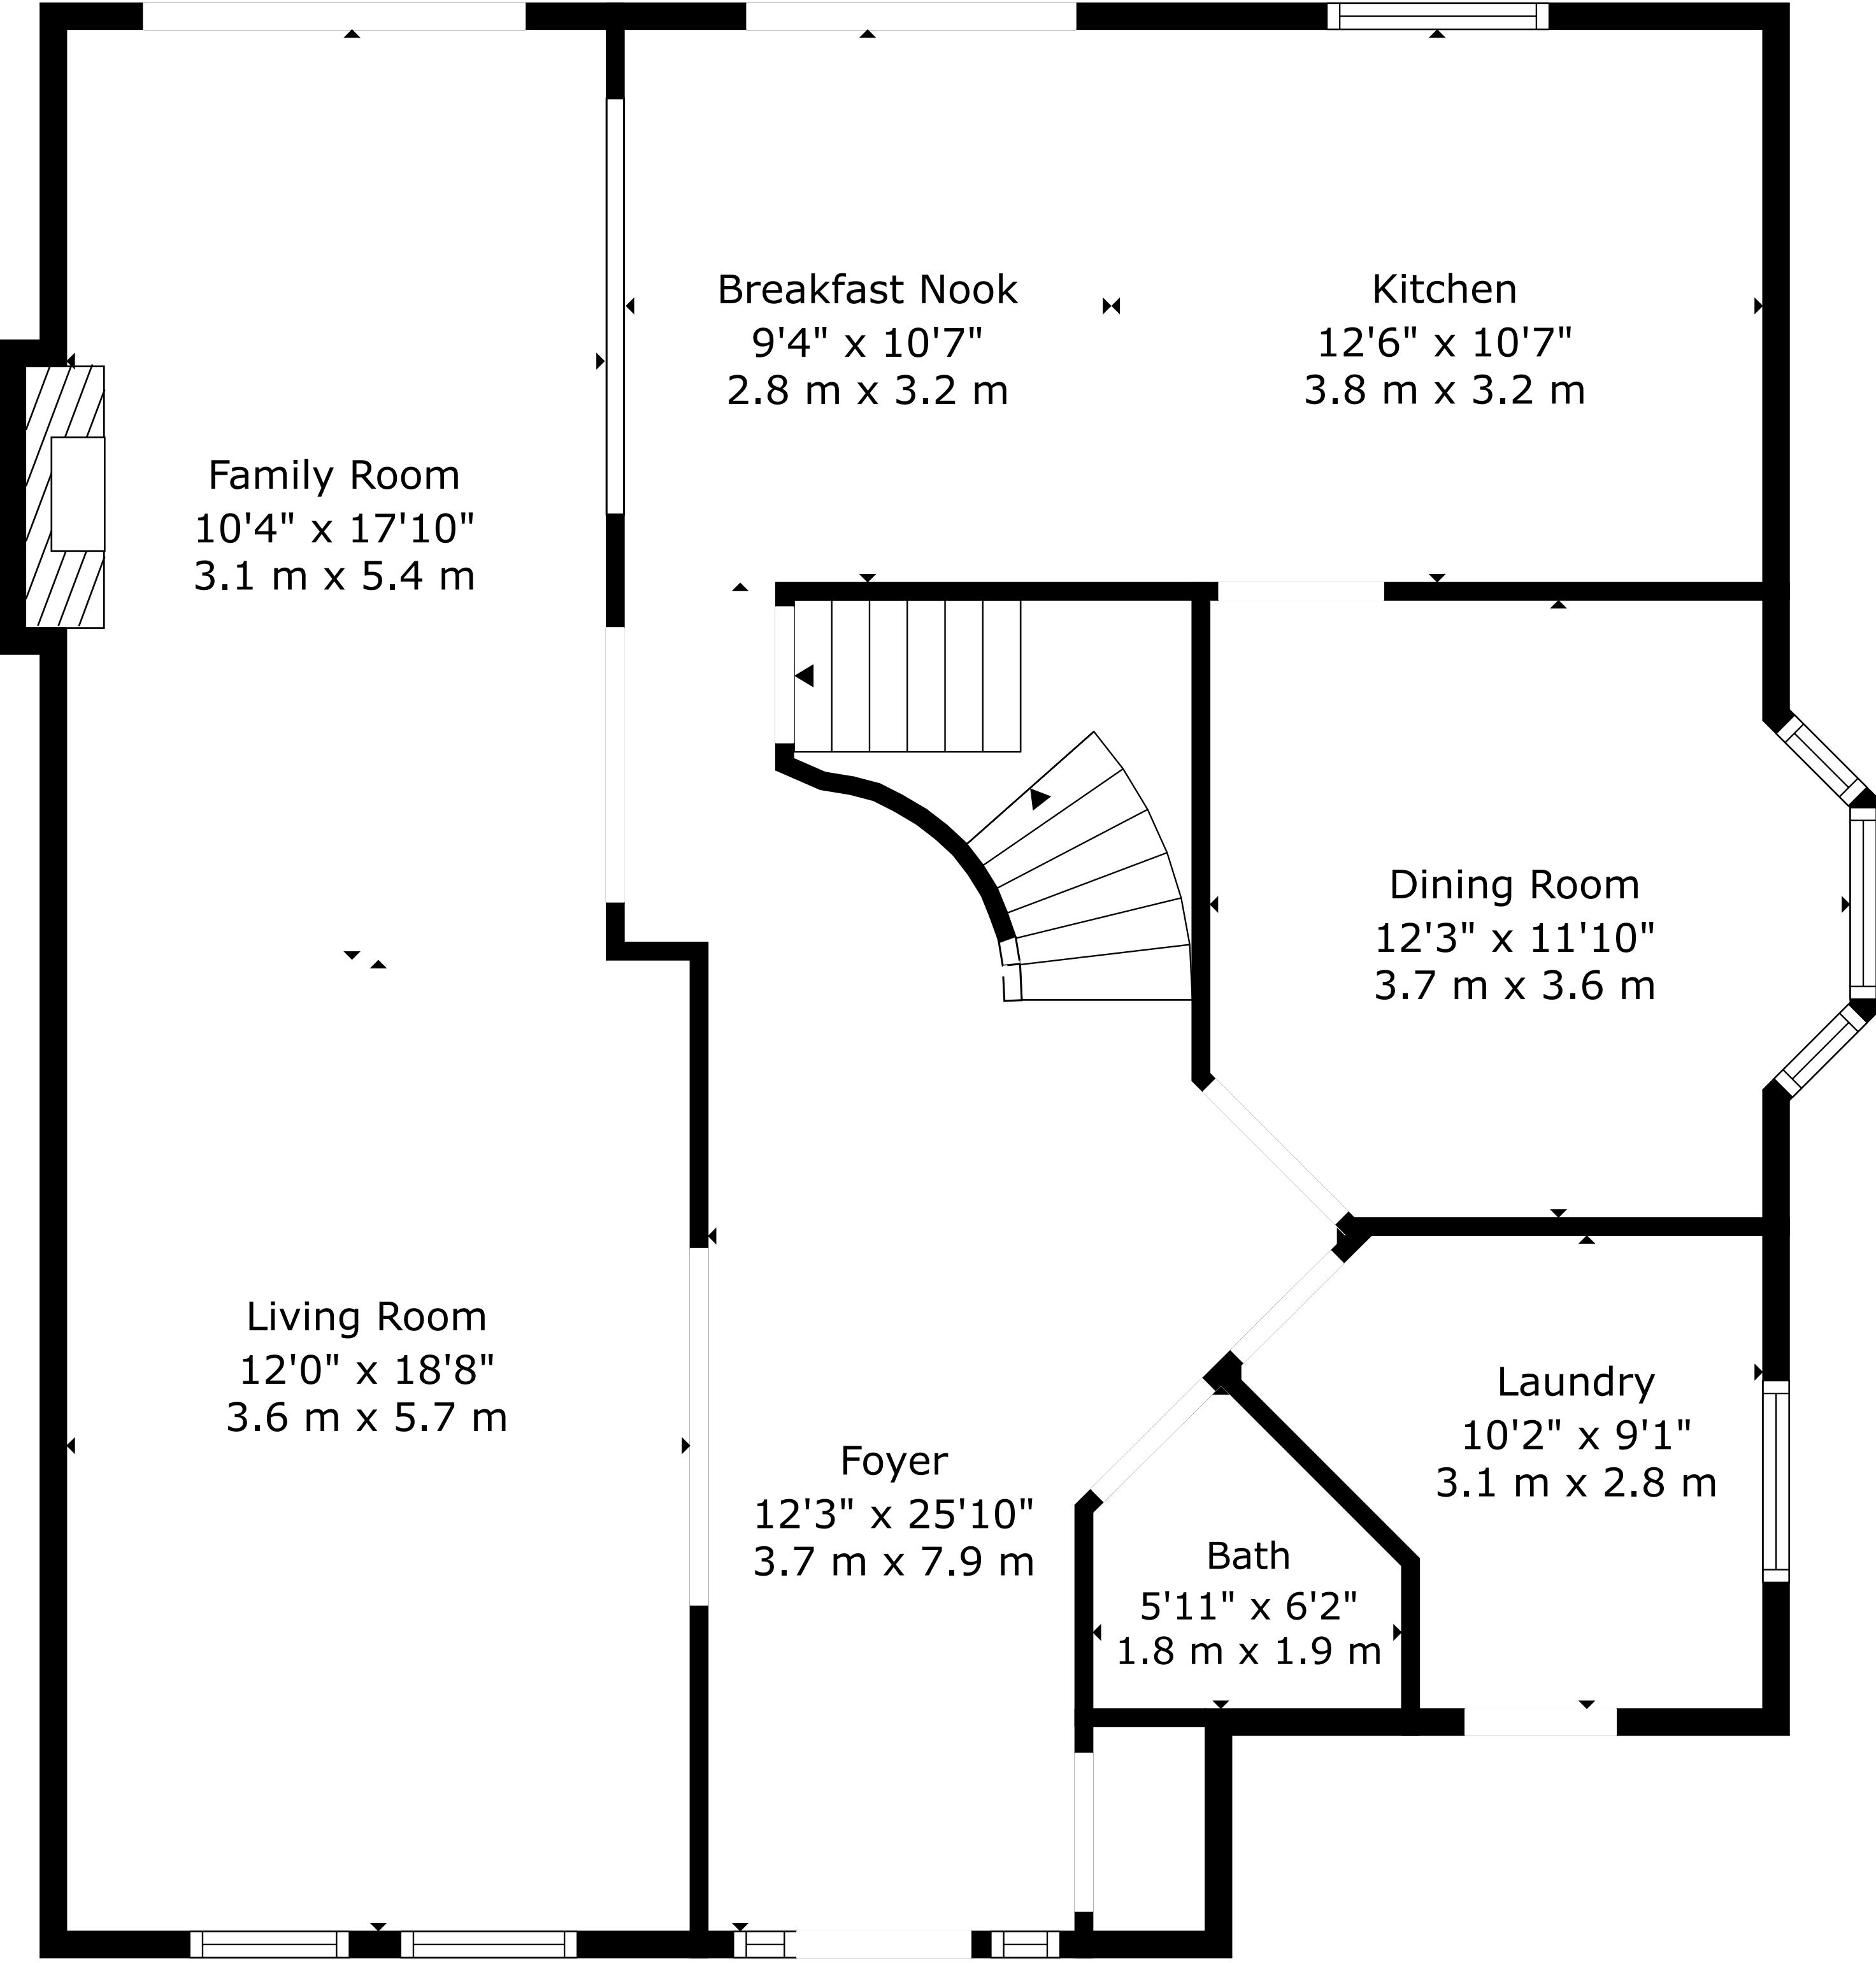 Breakfast Nook
9'4" x 10'7"
2.8 m x 3.2 m
Kitchen
12'6" x 10'7"
3.8 m x 3.2 m
Family Room
10'4" x 17'10"
3.1 m x 5.4 m
Dining Room
12'3" x 11'10"
3.7 m x 3.6 m
Living Room
12'0" x 18'8"
3.6 m x 5.7 m
Foyer
12'3" x 25'10"
3.7 m x 7.9 m
Laundry
10'2" x 9'1"
3.1 m x 2.8 m
Bath
5'11" x 6'2"
1.8 m x 1.9 m